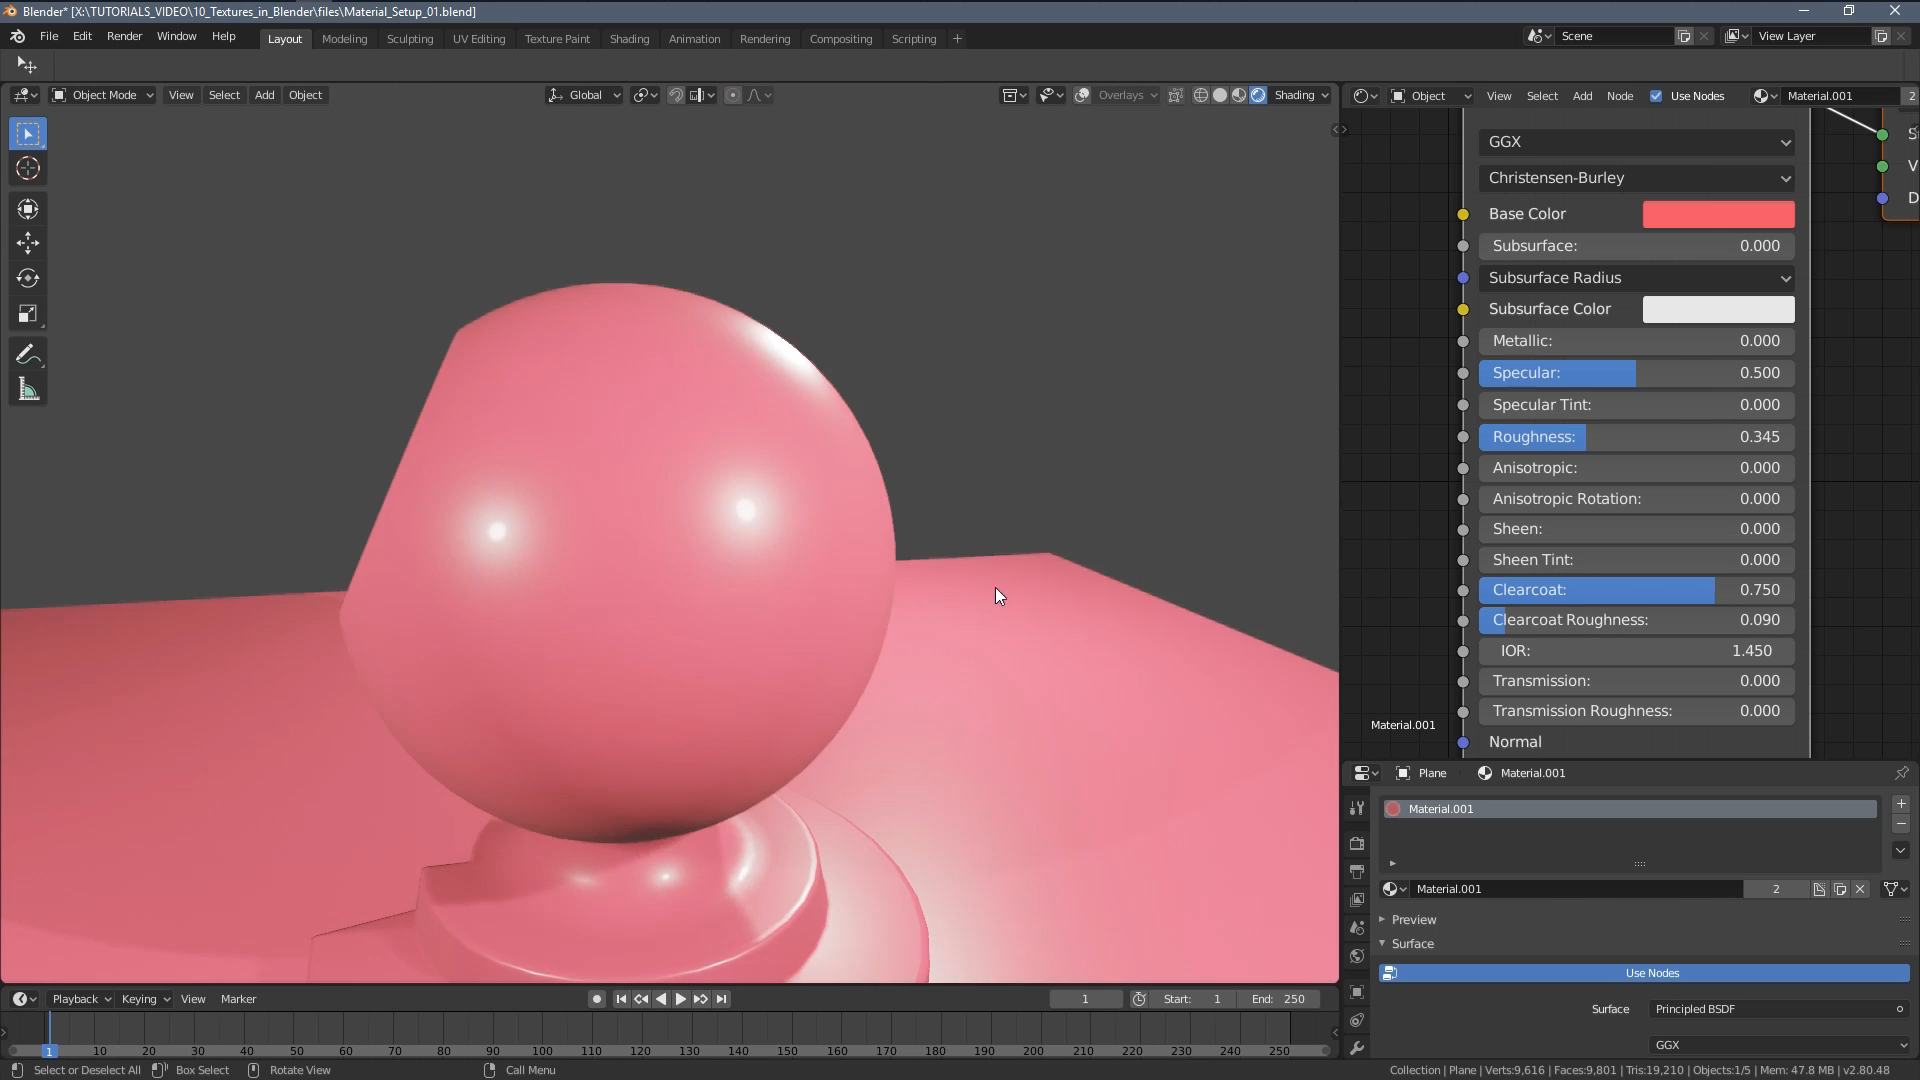 Blender* [X:\TUTORIALS_VIDEO\10_Textures_in_Blender\files\Material_Setup_01.blend]
File Edit Render Window Help Layout Modeling Sculpting UV Editing Texture Paint Shading Animation Rendering Compositing Scripting + Scene View Layer
Object Mode View Select Add Object Global Overlays Shading
Object View Select Add Node Use Nodes Material.001 2
GGX
Christensen-Burley
Base Color
Subsurface: 0.000
Subsurface Radius
Subsurface Color
Metallic: 0.000
Specular: 0.500
Specular Tint: 0.000
Roughness: 0.345
Anisotropic: 0.000
Anisotropic Rotation: 0.000
Sheen: 0.000
Sheen Tint: 0.000
Clearcoat: 0.750
Clearcoat Roughness: 0.090
IOR: 1.450
Transmission: 0.000
Transmission Roughness: 0.000
Normal
S
V
D
Material.001
Plane Material.001
Material.001
Material.001 2
Preview
Surface
Use Nodes
Surface Principled BSDF
GGX
Playback Keying View Marker 1 Start: 1 End: 250
1 10 20 30 40 50 60 70 80 90 100 110 120 130 140 150 160 170 180 190 200 210 220 230 240 250
Select or Deselect All Box Select Rotate View Call Menu Collection | Plane | Verts:9,616 | Faces:9,801 | Tris:19,210 | Objects:1/5 | Mem: 47.8 MB | v2.80.48